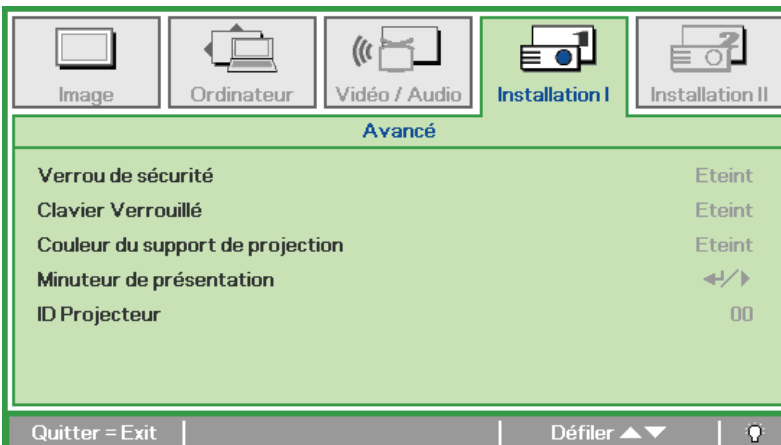 Image
Ordinateur
Vidéo / Audio
Installation I
Installation II
Avancé
Verrou de sécurité Eteint
Clavier Verrouillé Eteint
Couleur du support de projection Eteint
Minuteur de présentation
ID Projecteur 00
Quitter = Exit Défiler